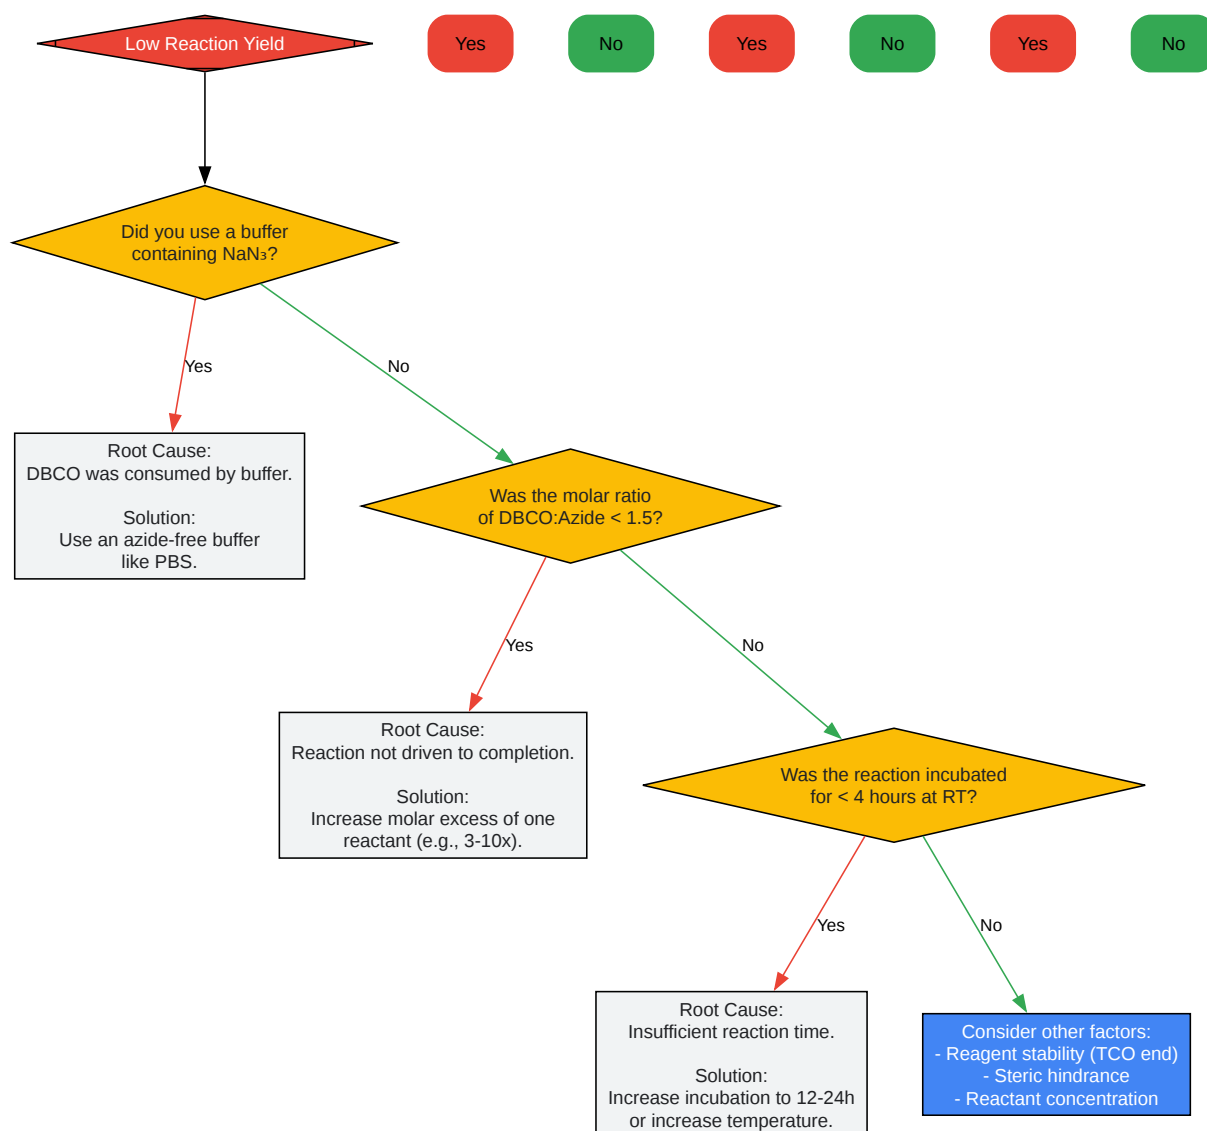 Low Reaction Yield
Yes
No
Yes
No
Yes
No
Did you use a buffer
containing NaN₃?
Yes
No
Root Cause:
DBCO was consumed by buffer.
Solution:
Use an azide-free buffer
like PBS.
Was the molar ratio
of DBCO:Azide < 1.5?
Yes
No
Root Cause:
Reaction not driven to completion.
Solution:
Increase molar excess of one
reactant (e.g., 3-10x).
Was the reaction incubated
for < 4 hours at RT?
Yes
No
Root Cause:
Insufficient reaction time.
Solution:
Increase incubation to 12-24h
or increase temperature.
Consider other factors:
- Reagent stability (TCO end)
- Steric hindrance
- Reactant concentration